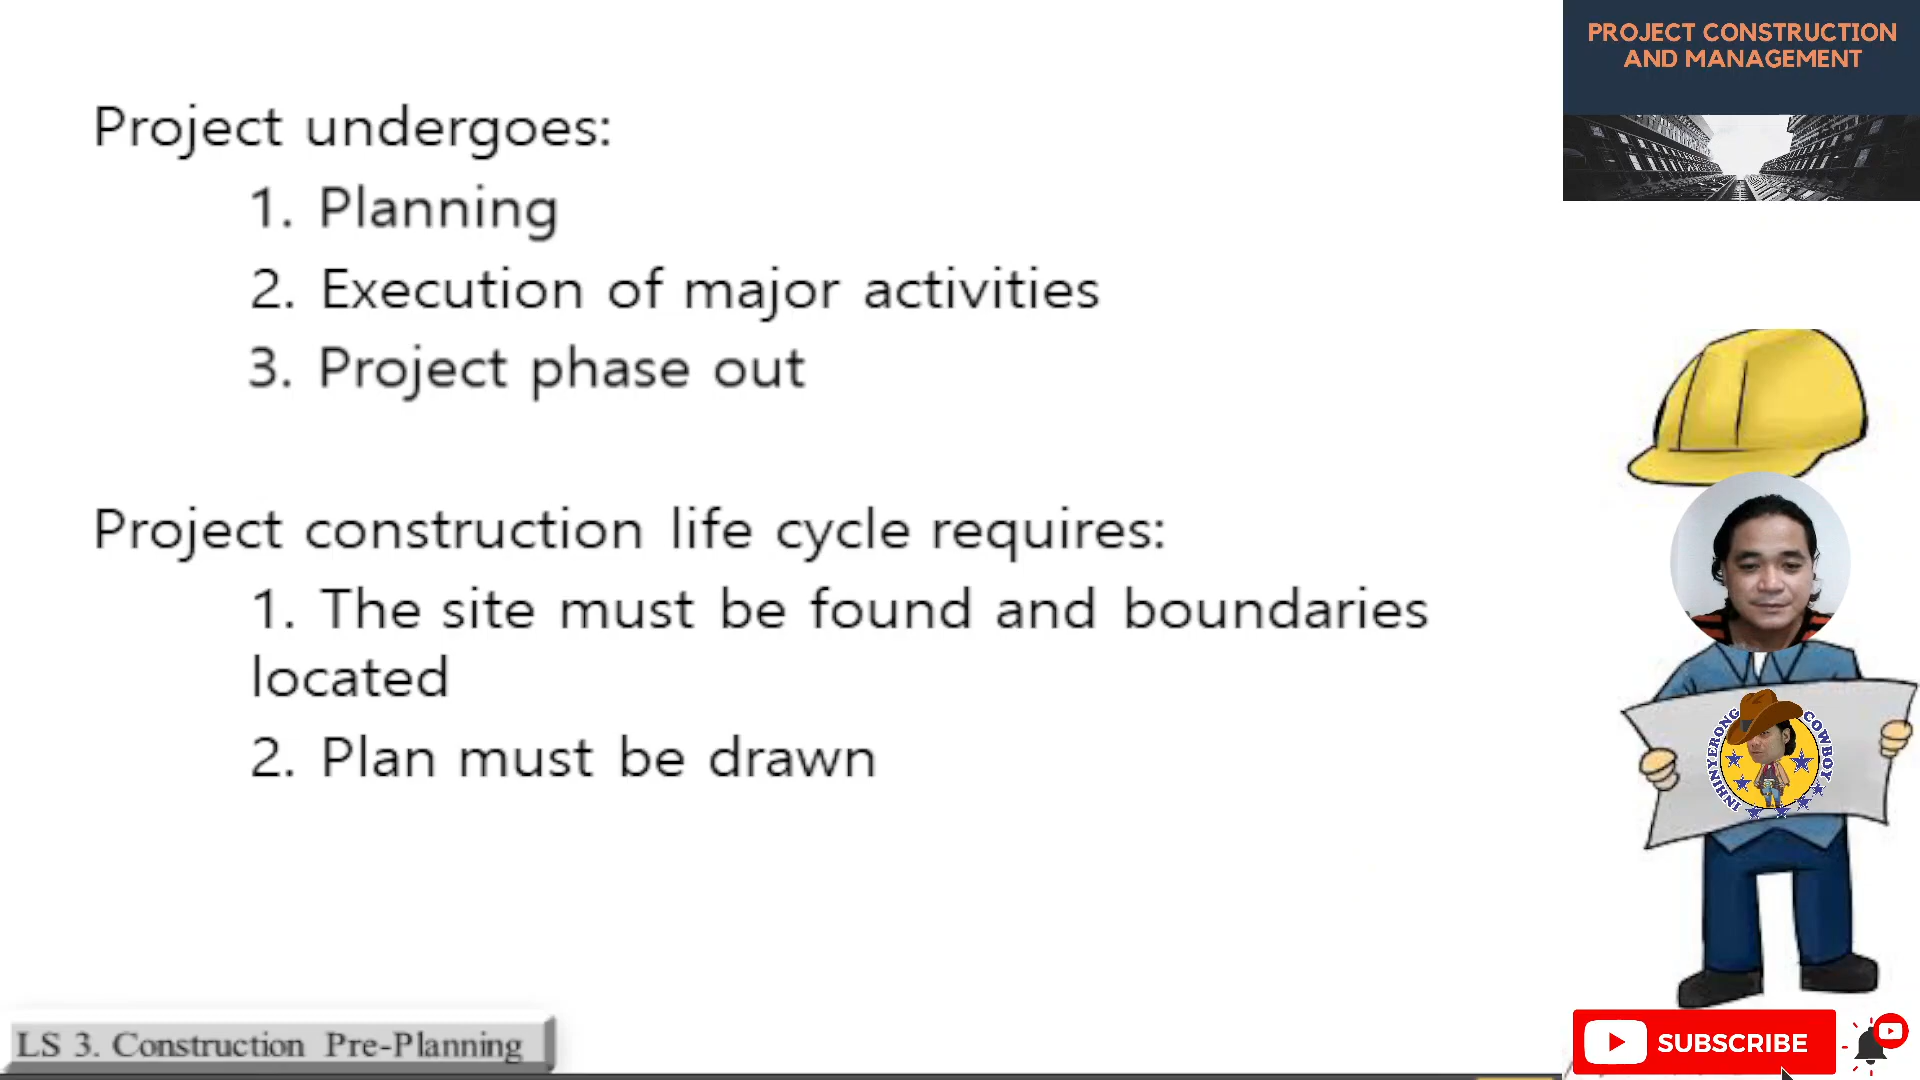 PROJECT CONSTRUCTION
AND MANAGEMENT
Project undergoes:
1. Planning
2. Execution of major activities
3. Project phase out
Project construction life cycle requires:
1. The site must be found and boundaries
located
2. Plan must be drawn
INHINYERONG COWBOY
LS 3. Construction Pre-Planning
SUBSCRIBE